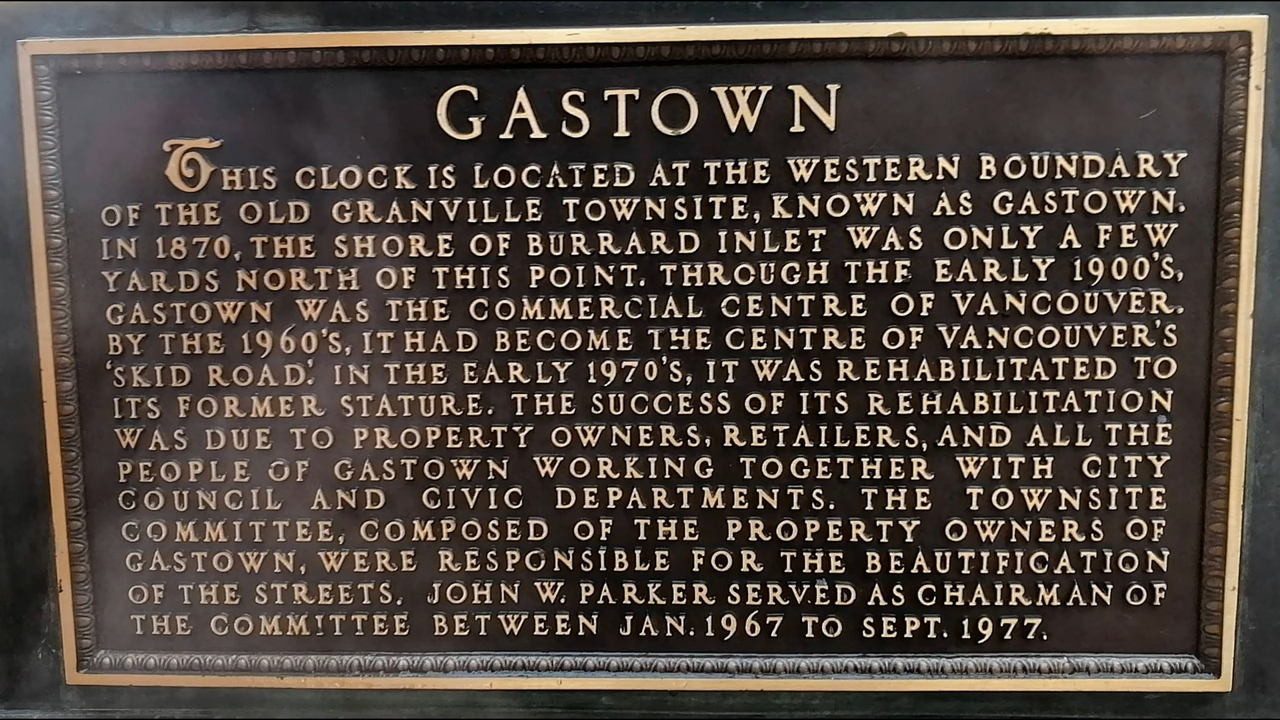 GASTOWN
THIS CLOCK IS LOCATED AT THE WESTERN BOUNDARY
OF THE OLD GRANVILLE TOWNSITE, KNOWN AS GASTOWN.
IN 1870, THE SHORE OF BURRARD INLET WAS ONLY A FEW
YARDS NORTH OF THIS POINT. THROUGH THE EARLY 1900'S,
GASTOWN WAS THE COMMERCIAL CENTRE OF VANCOUVER.
BY THE 1960'S, IT HAD BECOME THE CENTRE OF VANCOUVER'S
'SKID ROAD.' IN THE EARLY 1970'S, IT WAS REHABILITATED TO
ITS FORMER STATURE. THE SUCCESS OF ITS REHABILITATION
WAS DUE TO PROPERTY OWNERS, RETAILERS, AND ALL THE
PEOPLE OF GASTOWN WORKING TOGETHER WITH CITY
COUNCIL AND CIVIC DEPARTMENTS. THE TOWNSITE
COMMITTEE, COMPOSED OF THE PROPERTY OWNERS OF
GASTOWN, WERE RESPONSIBLE FOR THE BEAUTIFICATION
OF THE STREETS. JOHN W. PARKER SERVED AS CHAIRMAN OF
THE COMMITTEE BETWEEN JAN. 1967 TO SEPT. 1977.